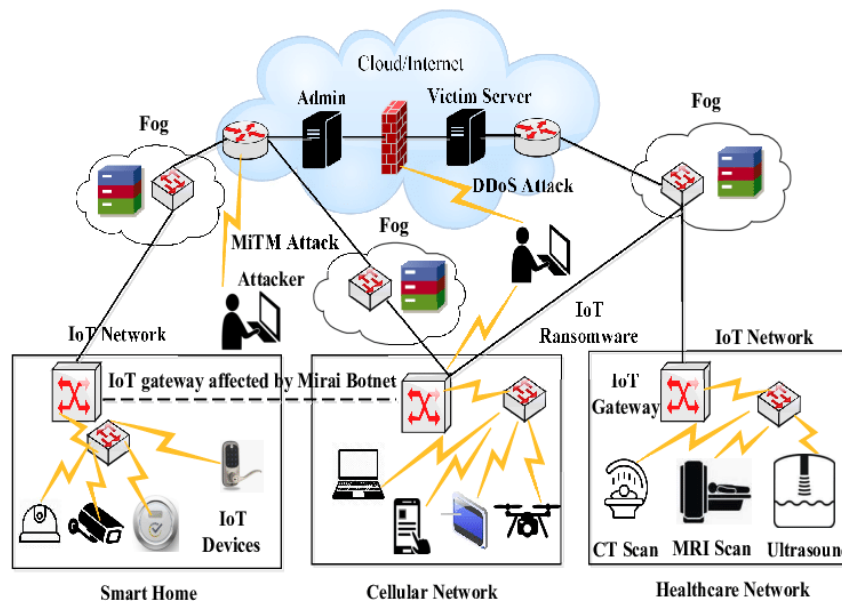 Cloud/Internet
Admin
Victim Server
Fog
Fog
DDoS Attack
Fog
MiTM Attack
Attacker
IoT Network
IoT
Ransomware
IoT Network
IoT gateway affected by Mirai Botnet
IoT
Gateway
IoT
Devices
CT Scan
MRI Scan
Ultrasound
Smart Home
Cellular Network
Healthcare Network